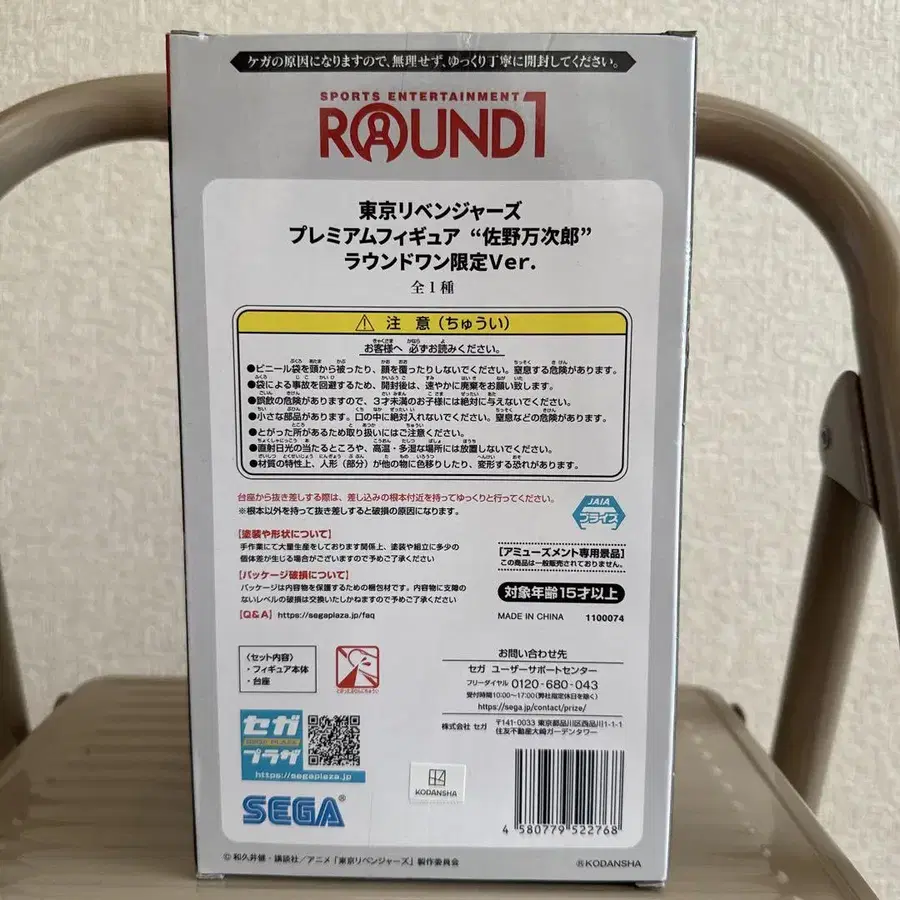 ケガの原因になりますので、無理せず、ゆっくり丁寧に開封してください。
SPORTS ENTERTAINMENT
ROUND1
東京リベンジャーズ
プレミアムフィギュア “佐野万次郎”
ラウンドワン限定Ver.
全1種
注意（ちゅうい）
お客様へ 必ずお読みください。
●ビニール袋を頭から被ったり、顔を覆ったりしないでください。窒息する危険があります。
●袋による事故を回避するため、開封後は、速やかに廃棄をお願い致します。
●誤飲の危険がありますので、3才未満のお子様には絶対に与えないでください。
●小さな部品があります。口の中に絶対入れないでください。窒息などの危険があります。
●とがった所があるため取り扱いにはご注意ください。
●直射日光の当たるところや、高温・多湿な場所には放置しないでください。
●材質の特性上、人形（部分）が他の物に色移りしたり、変形する恐れがあります。
台座から抜き差しする際は、差し込みの根本付近を持ってゆっくりと行ってください。
※根本以外を持って抜き差しすると破損の原因になります。
JAIA
プライズ
【塗装や形状について】
手作業にて大量生産をしております関係上、塗装や組立に多少の
個体差が生じる場合がございますので予めご了承ください
【パッケージ破損について】
パッケージは内容物を保護するための梱包材です。内容物に支障の
ないレベルの破損は交換いたしかねますので予めご了承ください
【Q&A】https://segaplaza.jp/faq
【アミューズメント専用景品】
この商品は一般販売されておりません。
対象年齢15才以上
MADE IN CHINA 1100074
〈セット内容〉
・フィギュア本体
・台座
お問い合わせ先
セガ ユーザーサポートセンター
フリーダイヤル 0120-680-043
受付時間10:00〜17:00（弊社指定休日を除く）
https://sega.jp/contact/prize/
株式会社 セガ 〒141-0033 東京都品川区西品川1-1-1
住友不動産大崎ガーデンタワー
セガ
SEGA PLAZA
プラザ
https://segaplaza.jp
SEGA®
KODANSHA
4 580779 522768
© 和久井健・講談社／アニメ「東京リベンジャーズ」製作委員会
ⓇKODANSHA